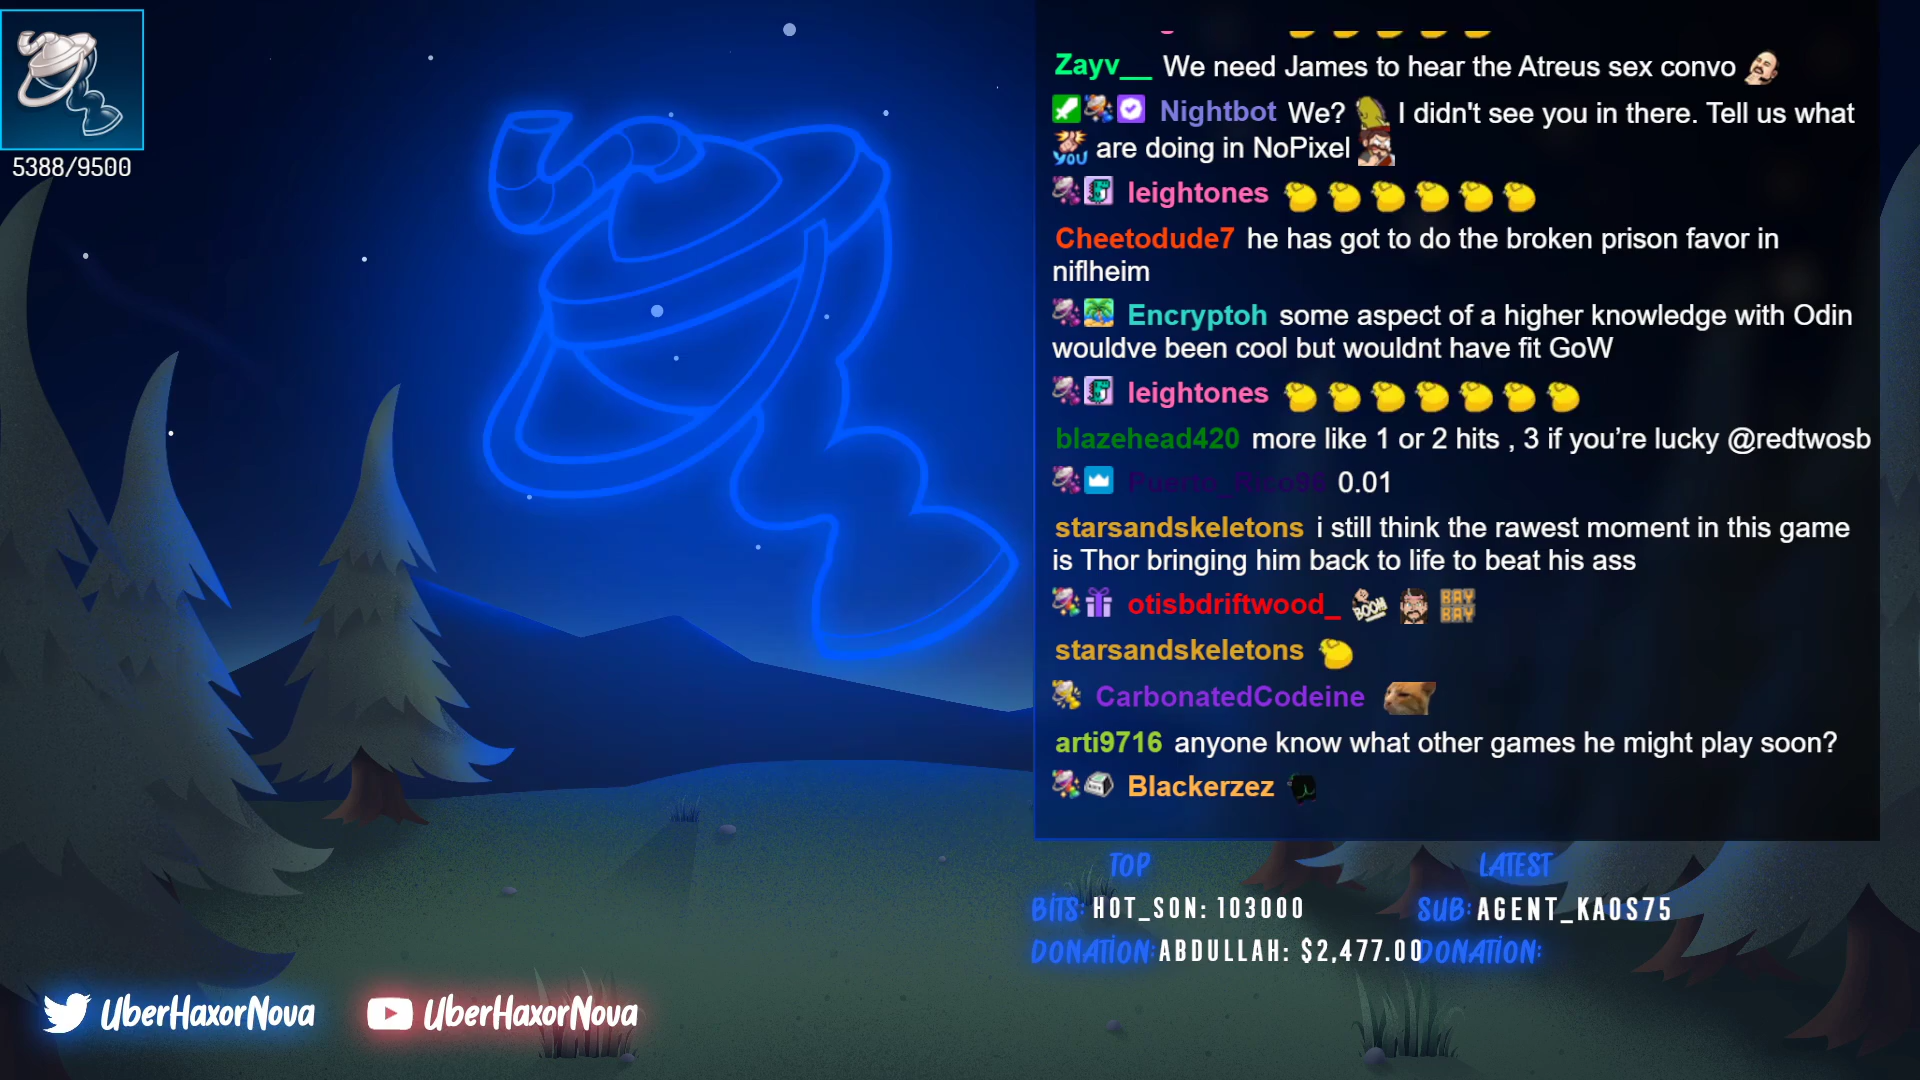 5388/9500
Zayv__ We need James to hear the Atreus sex convo
Nightbot We? I didn't see you in there. Tell us what
YOU are doing in NoPixel
leightones
Cheetodude7 he has got to do the broken prison favor in
niflheim
Encryptoh some aspect of a higher knowledge with Odin
wouldve been cool but wouldnt have fit GoW
leightones
blazehead420 more like 1 or 2 hits , 3 if you’re lucky @redtwosb
Puerto_Rico96 0.01
starsandskeletons i still think the rawest moment in this game
is Thor bringing him back to life to beat his ass
otisbdriftwood_ BOOM BAY BAY
starsandskeletons
CarbonatedCodeine
arti9716 anyone know what other games he might play soon?
Blackerzez
TOP
BITS: HOT_SON: 103000
DONATION: ABDULLAH: $2,477.00
LATEST
SUB: AGENT_KAOS75
DONATION:
UberHaxorNova
UberHaxorNova